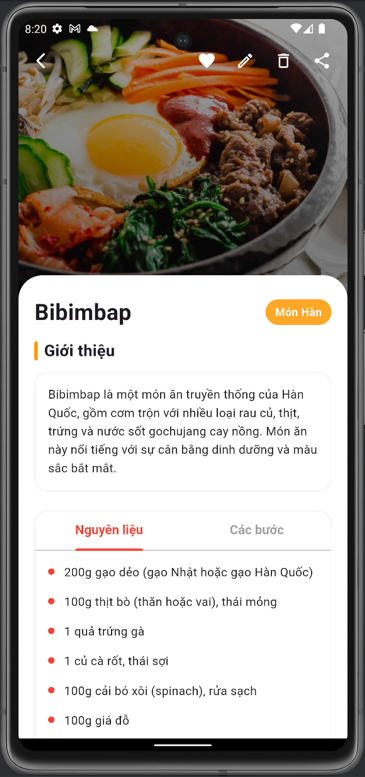 8:20
Bibimbap
Món Hàn
Giới thiệu
Bibimbap là một món ăn truyền thống của Hàn
Quốc, gồm cơm trộn với nhiều loại rau củ, thịt,
trứng và nước sốt gochujang cay nồng. Món ăn
này nổi tiếng với sự cân bằng dinh dưỡng và màu
sắc bắt mắt.
Nguyên liệu
Các bước
200g gạo dẻo (gạo Nhật hoặc gạo Hàn Quốc)
100g thịt bò (thăn hoặc vai), thái mỏng
1 quả trứng gà
1 củ cà rốt, thái sợi
100g cải bó xôi (spinach), rửa sạch
100g giá đỗ